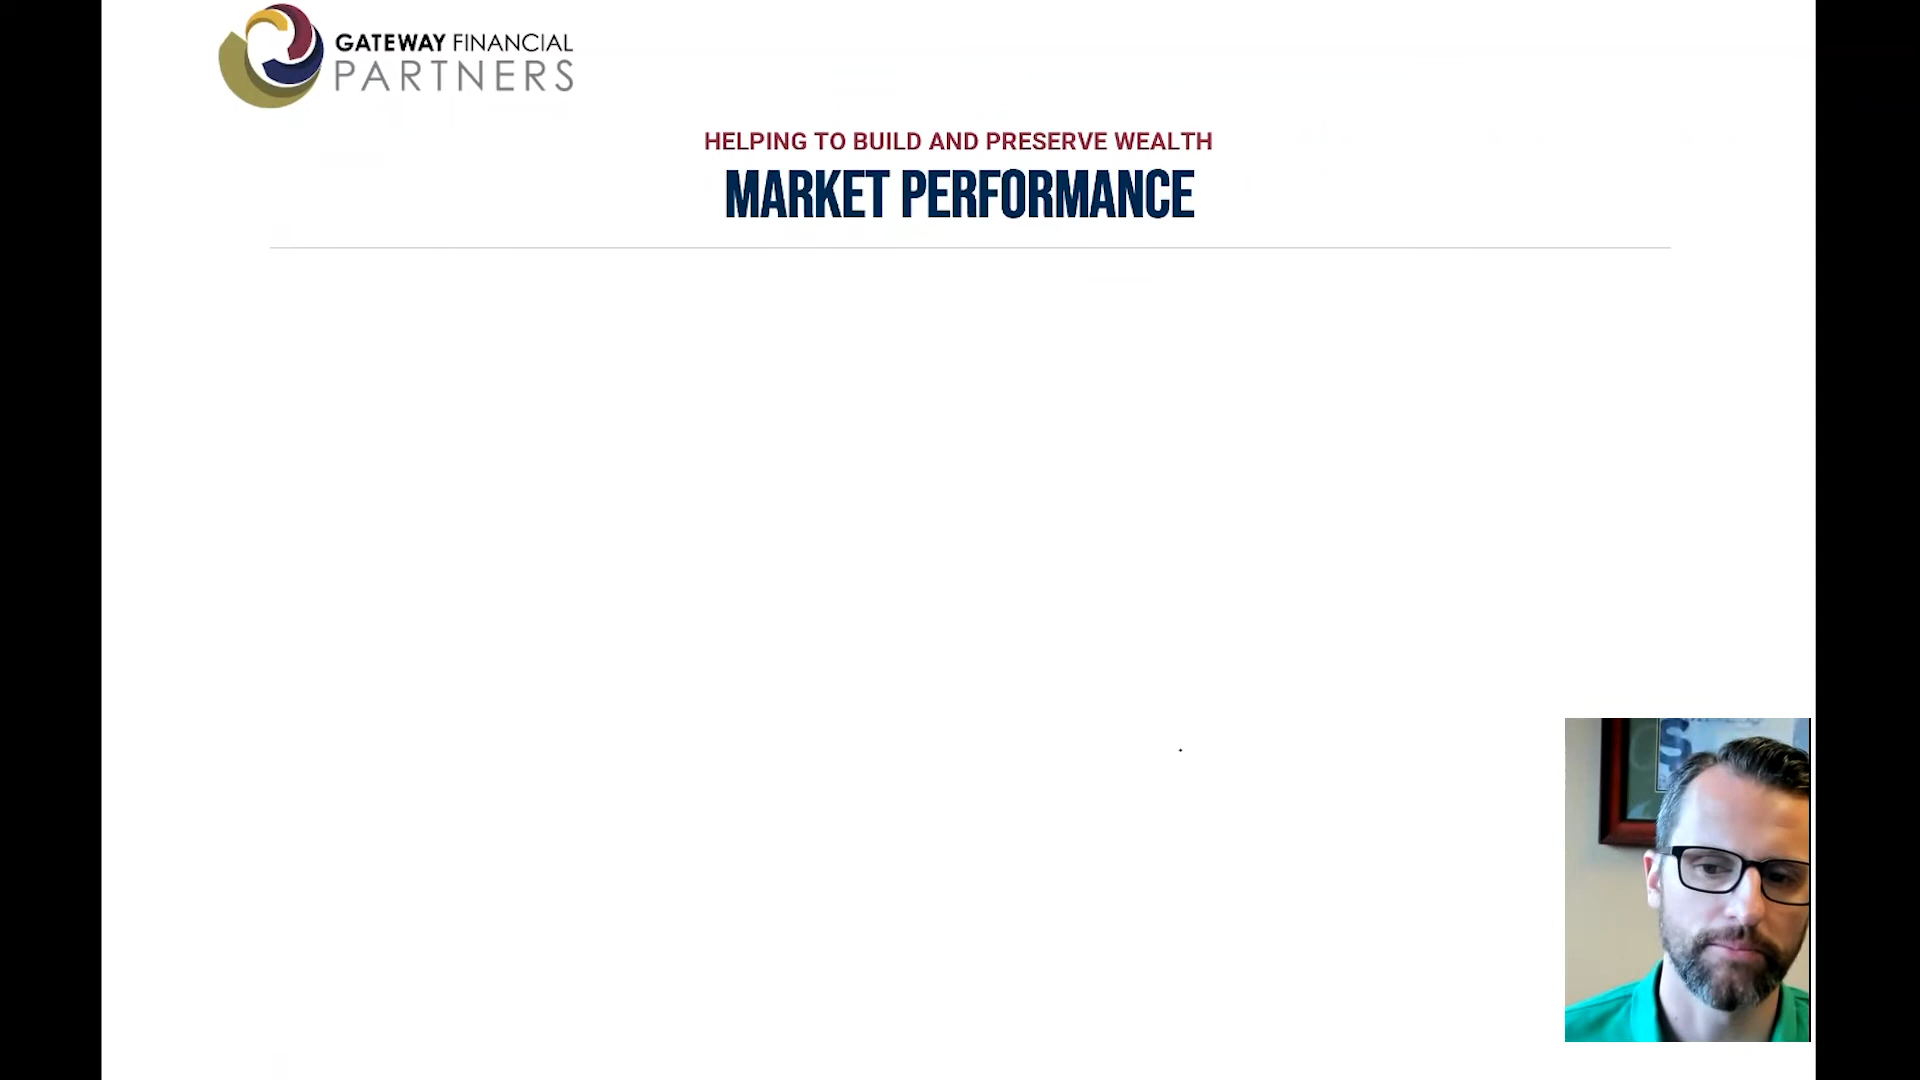 GATEWAY FINANCIAL
PARTNERS
HELPING TO BUILD AND PRESERVE WEALTH
MARKET PERFORMANCE